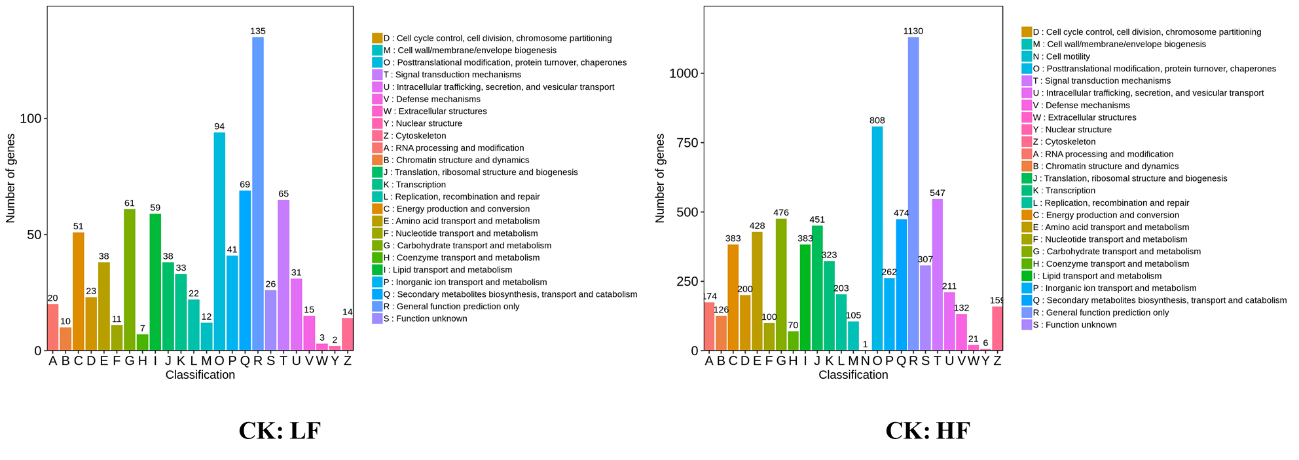 Number of genes
100
50
0
20
10
51
23
38
11
61
7
59
38
33
22
12
94
41
69
135
26
65
31
15
3
2
14
A B C D E F G H I J K L M O P Q R S T U V W Y Z
Classification
D : Cell cycle control, cell division, chromosome partitioning
M : Cell wall/membrane/envelope biogenesis
O : Posttranslational modification, protein turnover, chaperones
T : Signal transduction mechanisms
U : Intracellular trafficking, secretion, and vesicular transport
V : Defense mechanisms
W : Extracellular structures
Y : Nuclear structure
Z : Cytoskeleton
A : RNA processing and modification
B : Chromatin structure and dynamics
J : Translation, ribosomal structure and biogenesis
K : Transcription
L : Replication, recombination and repair
C : Energy production and conversion
E : Amino acid transport and metabolism
F : Nucleotide transport and metabolism
G : Carbohydrate transport and metabolism
H : Coenzyme transport and metabolism
I : Lipid transport and metabolism
P : Inorganic ion transport and metabolism
Q : Secondary metabolites biosynthesis, transport and catabolism
R : General function prediction only
S : Function unknown
CK: LF
Number of genes
1000
750
500
250
0
174
126
383
200
428
100
476
70
383
451
323
203
105
1
808
262
474
1130
307
547
211
132
21
6
159
A B C D E F G H I J K L M N O P Q R S T U V W Y Z
Classification
D : Cell cycle control, cell division, chromosome partitioning
M : Cell wall/membrane/envelope biogenesis
N : Cell motility
O : Posttranslational modification, protein turnover, chaperones
T : Signal transduction mechanisms
U : Intracellular trafficking, secretion, and vesicular transport
V : Defense mechanisms
W : Extracellular structures
Y : Nuclear structure
Z : Cytoskeleton
A : RNA processing and modification
B : Chromatin structure and dynamics
J : Translation, ribosomal structure and biogenesis
K : Transcription
L : Replication, recombination and repair
C : Energy production and conversion
E : Amino acid transport and metabolism
F : Nucleotide transport and metabolism
G : Carbohydrate transport and metabolism
H : Coenzyme transport and metabolism
I : Lipid transport and metabolism
P : Inorganic ion transport and metabolism
Q : Secondary metabolites biosynthesis, transport and catabolism
R : General function prediction only
S : Function unknown
CK: HF